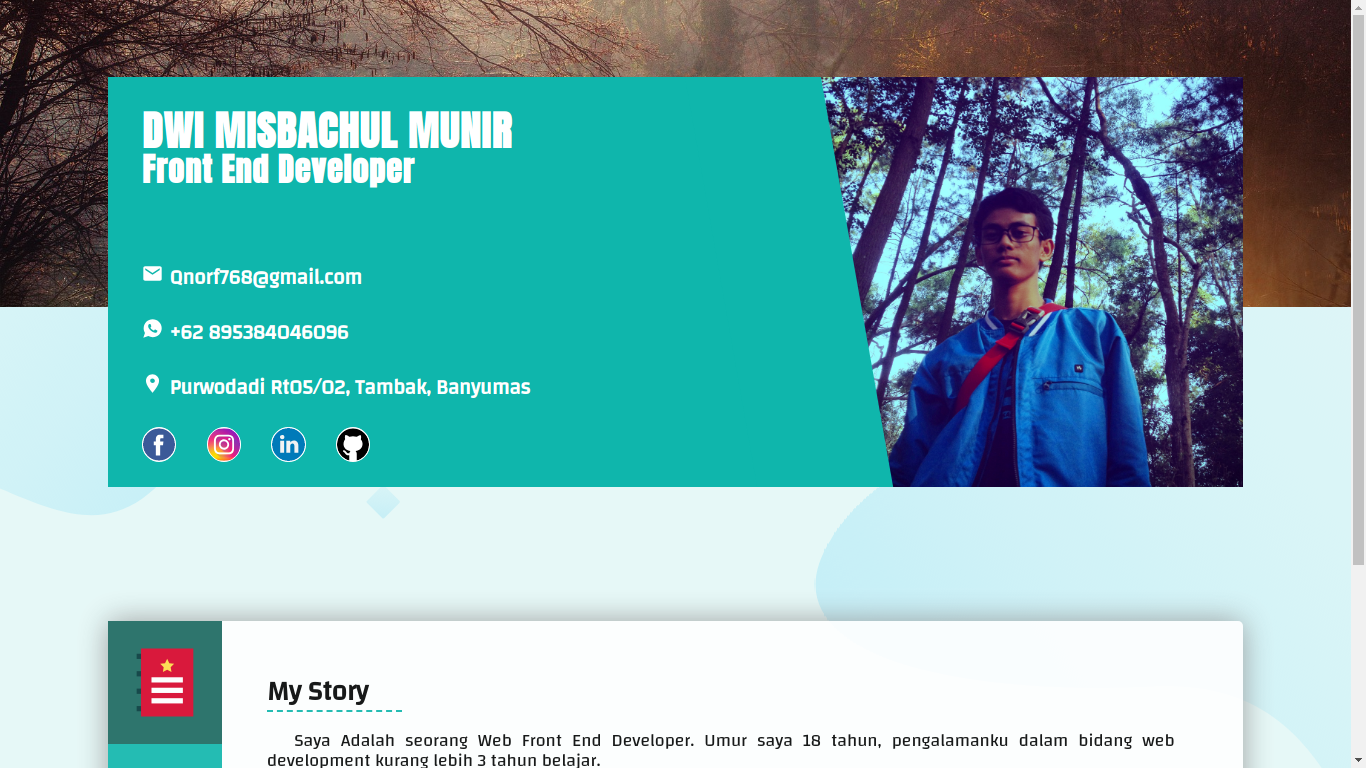 DWI MISBACHUL MUNIR
Front End Developer
Qnorf768@gmail.com
+62 895384046096
Purwodadi Rt05/02, Tambak, Banyumas
My Story
Saya Adalah seorang Web Front End Developer. Umur saya 18 tahun, pengalamanku dalam bidang web
development kurang lebih 3 tahun belajar.